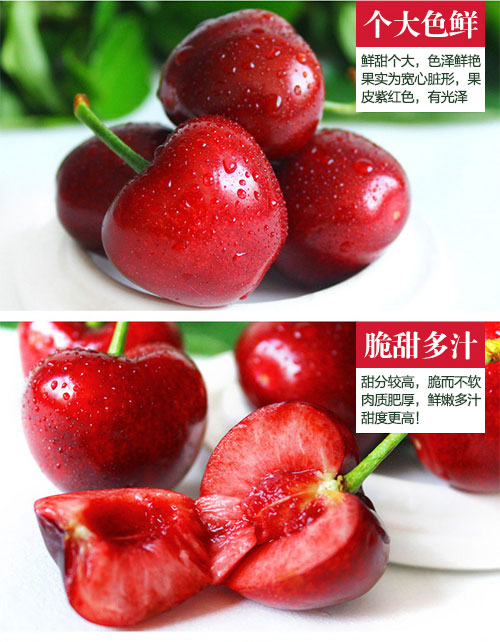 个大色鲜
鲜甜个大，色泽鲜艳
果实为宽心脏形，果
皮紫红色，有光泽
脆甜多汁
甜分较高，脆而不软
肉质肥厚，鲜嫩多汁
甜度更高！